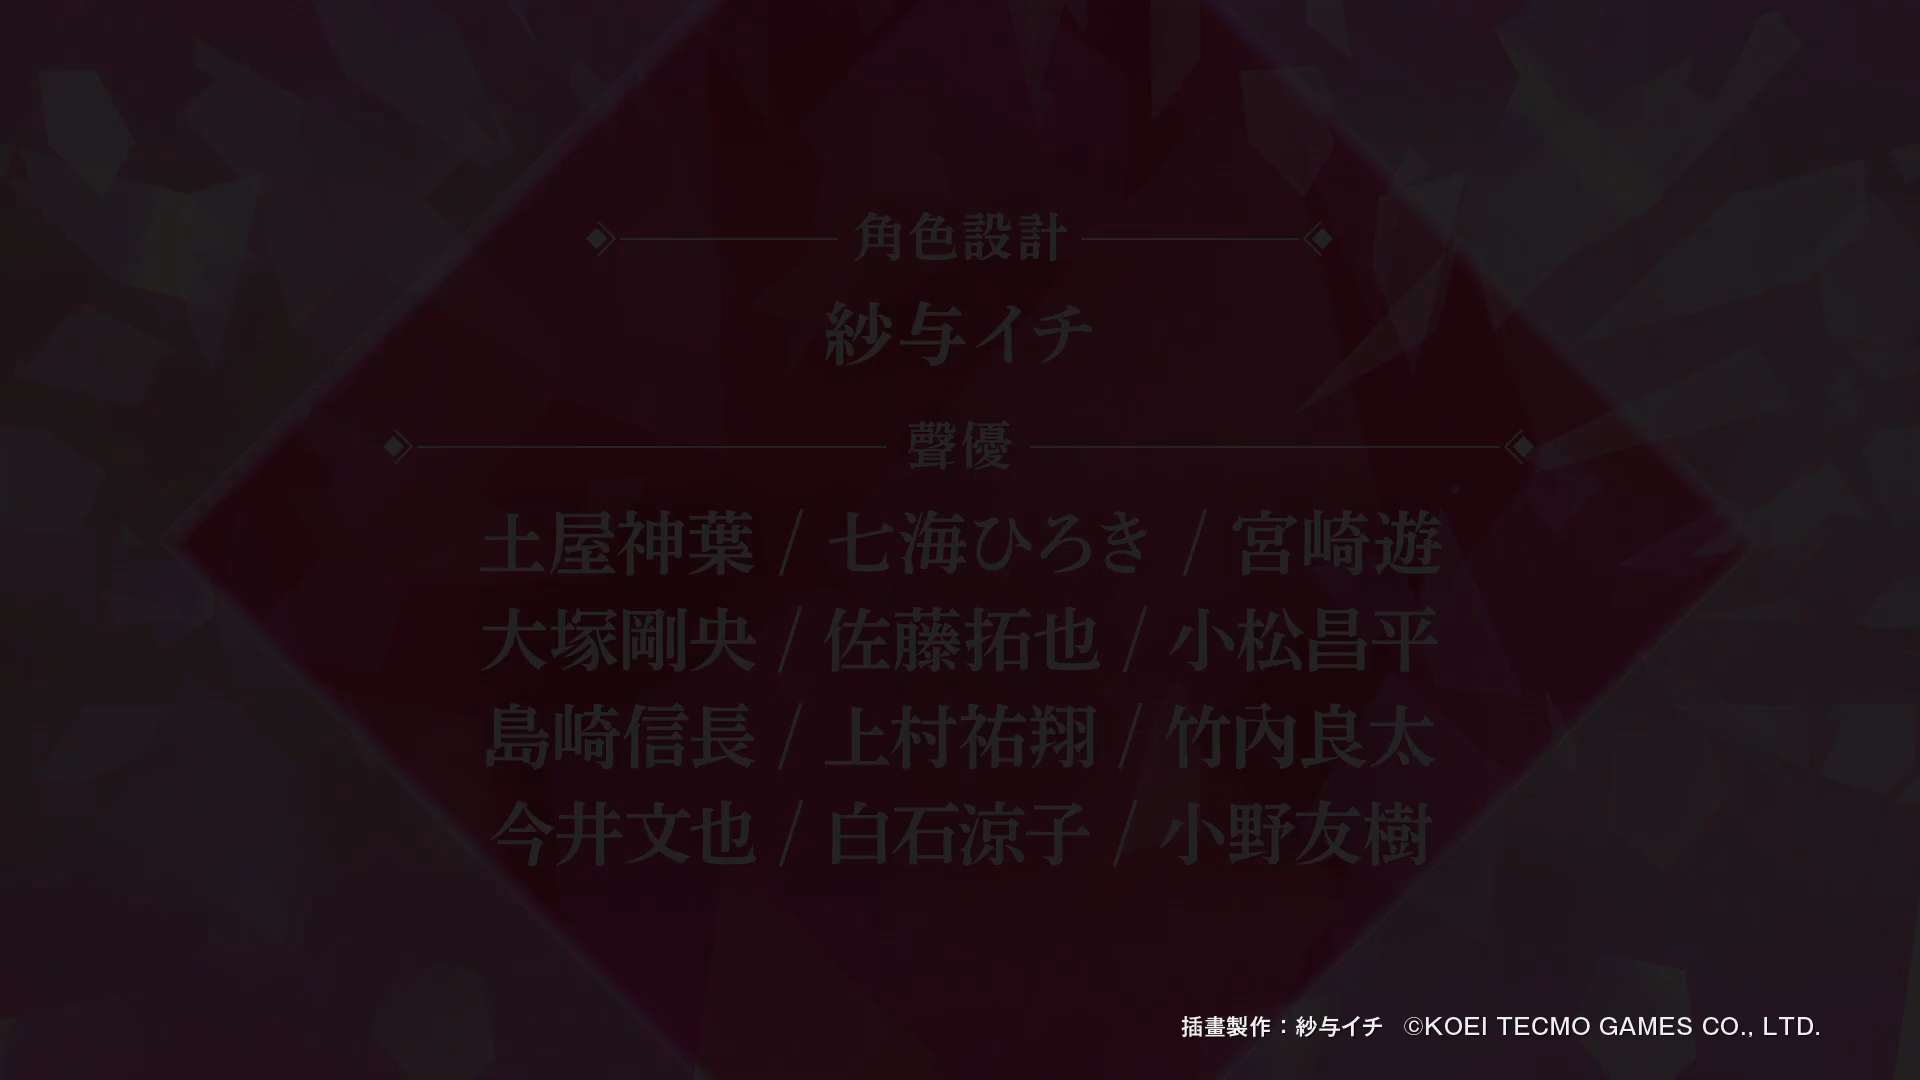 角色設計
紗与イチ
聲優
土屋神葉 / 七海ひろき / 宮崎遊
大塚剛央 / 佐藤拓也 / 小松昌平
島崎信長 / 上村祐翔 / 竹內良太
今井文也 / 白石涼子 / 小野友樹
插畫製作：紗与イチ ©KOEI TECMO GAMES CO., LTD.